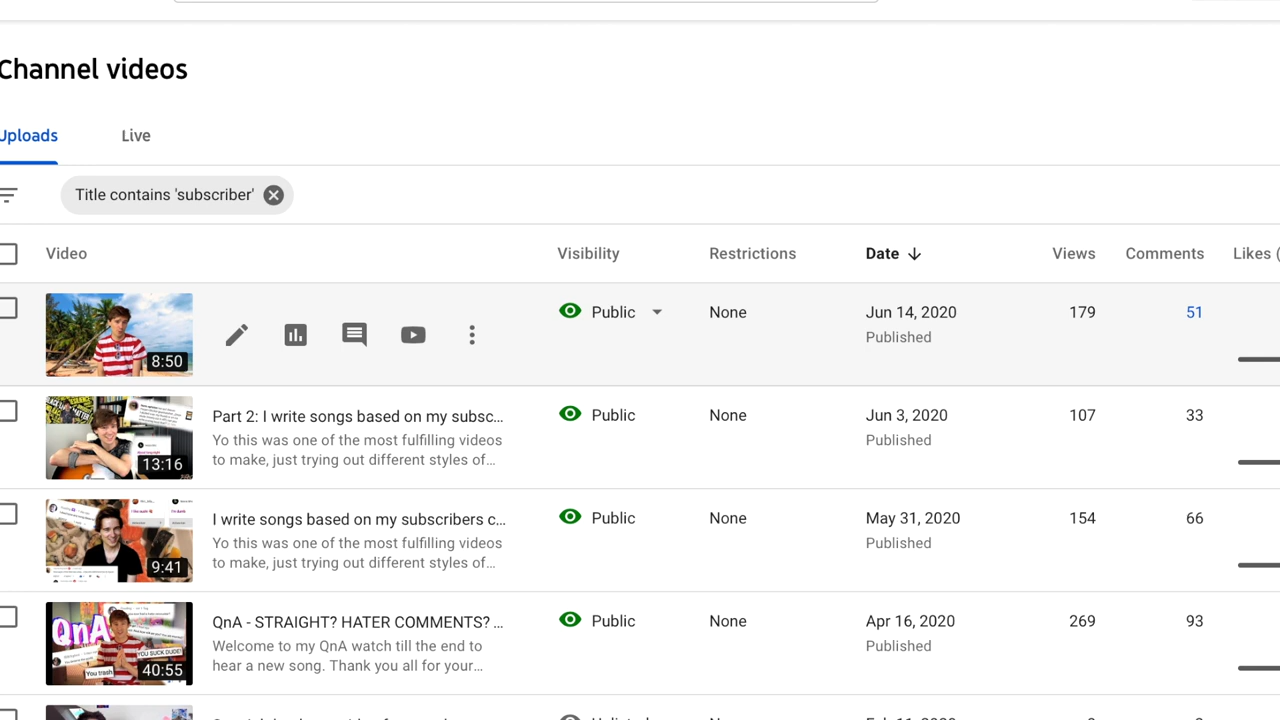 Channel videos
Uploads Live
Title contains 'subscriber'
Video Visibility Restrictions Date Views Comments Likes (
8:50 Public None Jun 14, 2020 179 51
Published
Part 2: I write songs based on my subsc... Public None Jun 3, 2020 107 33
Yo this was one of the most fulfilling videos Published
to make, just trying out different styles of...
13:16
I write songs based on my subscribers c... Public None May 31, 2020 154 66
Yo this was one of the most fulfilling videos Published
to make, just trying out different styles of...
9:41
QnA - STRAIGHT? HATER COMMENTS? ... Public None Apr 16, 2020 269 93
QnA
Welcome to my QnA watch till the end to Published
YOU SUCK DUDE!
hear a new song. Thank you all for your...
You trash 40:55